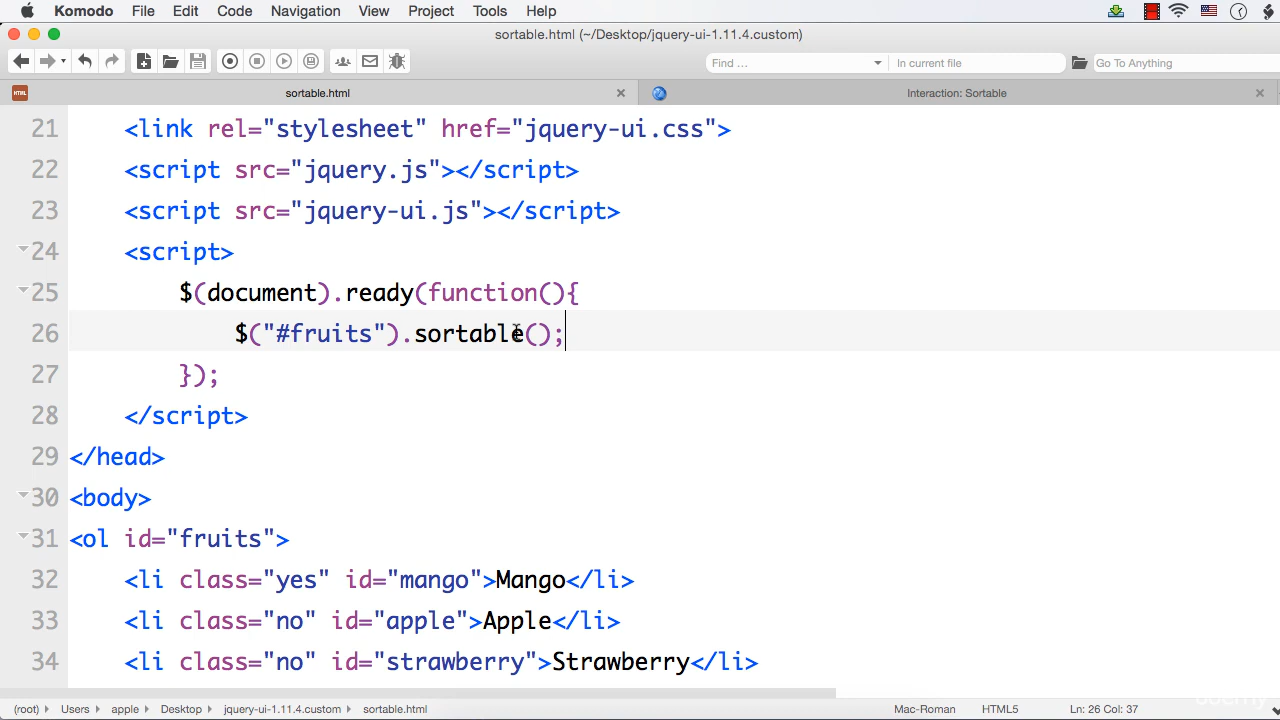 Komodo File Edit Code Navigation View Project Tools Help
sortable.html (~/Desktop/jquery-ui-1.11.4.custom)
Find ... In current file Go To Anything
HTML sortable.html Interaction: Sortable
21 <link rel="stylesheet" href="jquery-ui.css">
22 <script src="jquery.js"></script>
23 <script src="jquery-ui.js"></script>
24 <script>
25 $(document).ready(function(){
26 $("#fruits").sortable();
27 });
28 </script>
29 </head>
30 <body>
31 <ol id="fruits">
32 <li class="yes" id="mango">Mango</li>
33 <li class="no" id="apple">Apple</li>
34 <li class="no" id="strawberry">Strawberry</li>
(root) Users apple Desktop jquery-ui-1.11.4.custom sortable.html Mac-Roman HTML5 Ln: 26 Col: 37